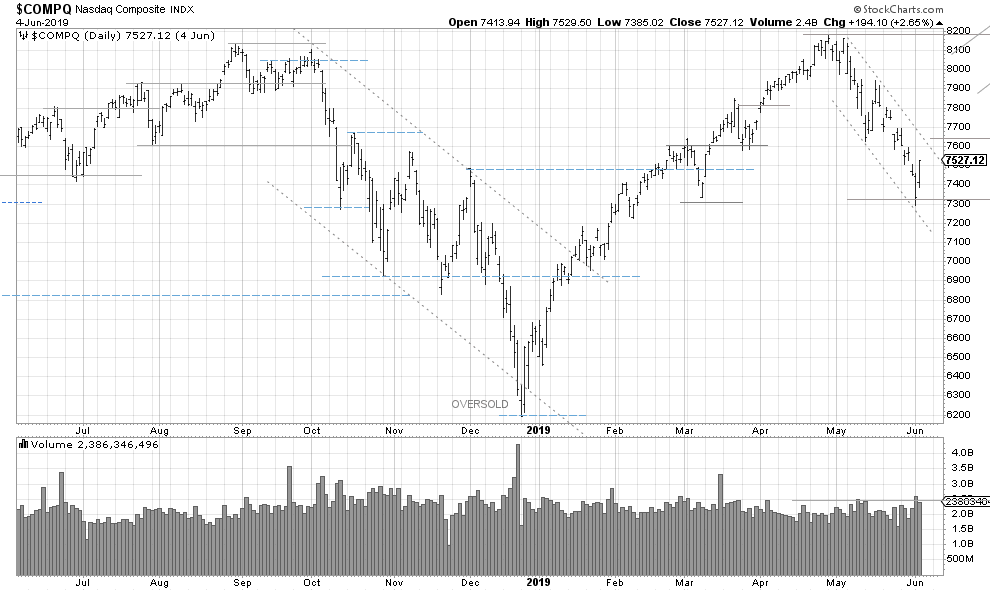 $COMPQ Nasdaq Composite INDX
© StockCharts.com
4-Jun-2019
Open 7413.94 High 7529.50 Low 7385.02 Close 7527.12 Volume 2.4B Chg +194.10 (+2.65%)
$COMPQ (Daily) 7527.12 (4 Jun)
8200
8100
8000
7900
7800
7700
7600
7527.12
7400
7300
7200
7100
7000
6900
6800
6700
6600
6500
6400
6300
6200
OVERSOLD
Jul Aug Sep Oct Nov Dec 2019 Feb Mar Apr May Jun
Volume 2,386,346,496
4.0B
3.5B
3.0B
2.0B
1.5B
1.0B
500M
Jul Aug Sep Oct Nov Dec 2019 Feb Mar Apr May Jun